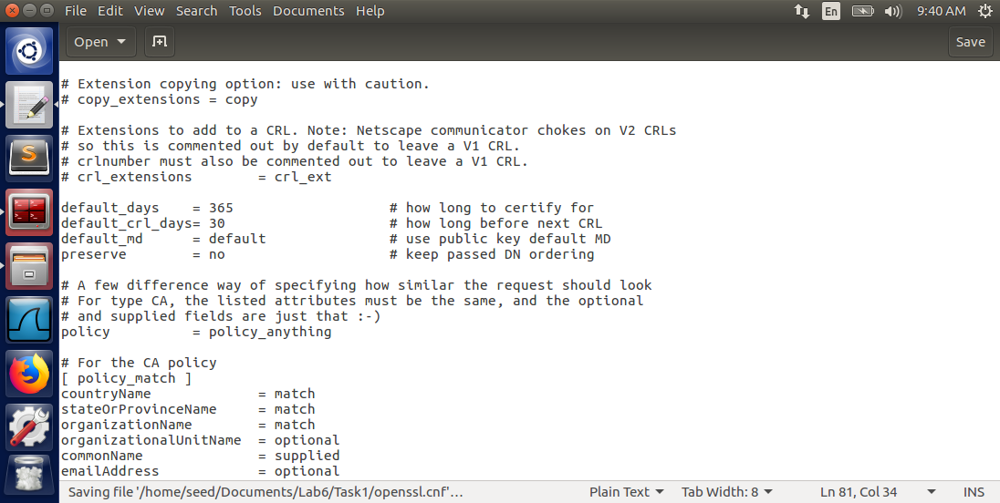 File Edit View Search Tools Documents Help En 9:40 AM
Open Save
# Extension copying option: use with caution.
# copy_extensions = copy
# Extensions to add to a CRL. Note: Netscape communicator chokes on V2 CRLs
# so this is commented out by default to leave a V1 CRL.
# crlnumber must also be commented out to leave a V1 CRL.
# crl_extensions        = crl_ext
default_days    = 365                   # how long to certify for
default_crl_days= 30                    # how long before next CRL
default_md      = default               # use public key default MD
preserve        = no                    # keep passed DN ordering
# A few difference way of specifying how similar the request should look
# For type CA, the listed attributes must be the same, and the optional
# and supplied fields are just that :-)
policy          = policy_anything
# For the CA policy
[ policy_match ]
countryName             = match
stateOrProvinceName     = match
organizationName        = match
organizationalUnitName  = optional
commonName              = supplied
emailAddress            = optional
Saving file '/home/seed/Documents/Lab6/Task1/openssl.cnf'… Plain Text Tab Width: 8 Ln 81, Col 34 INS